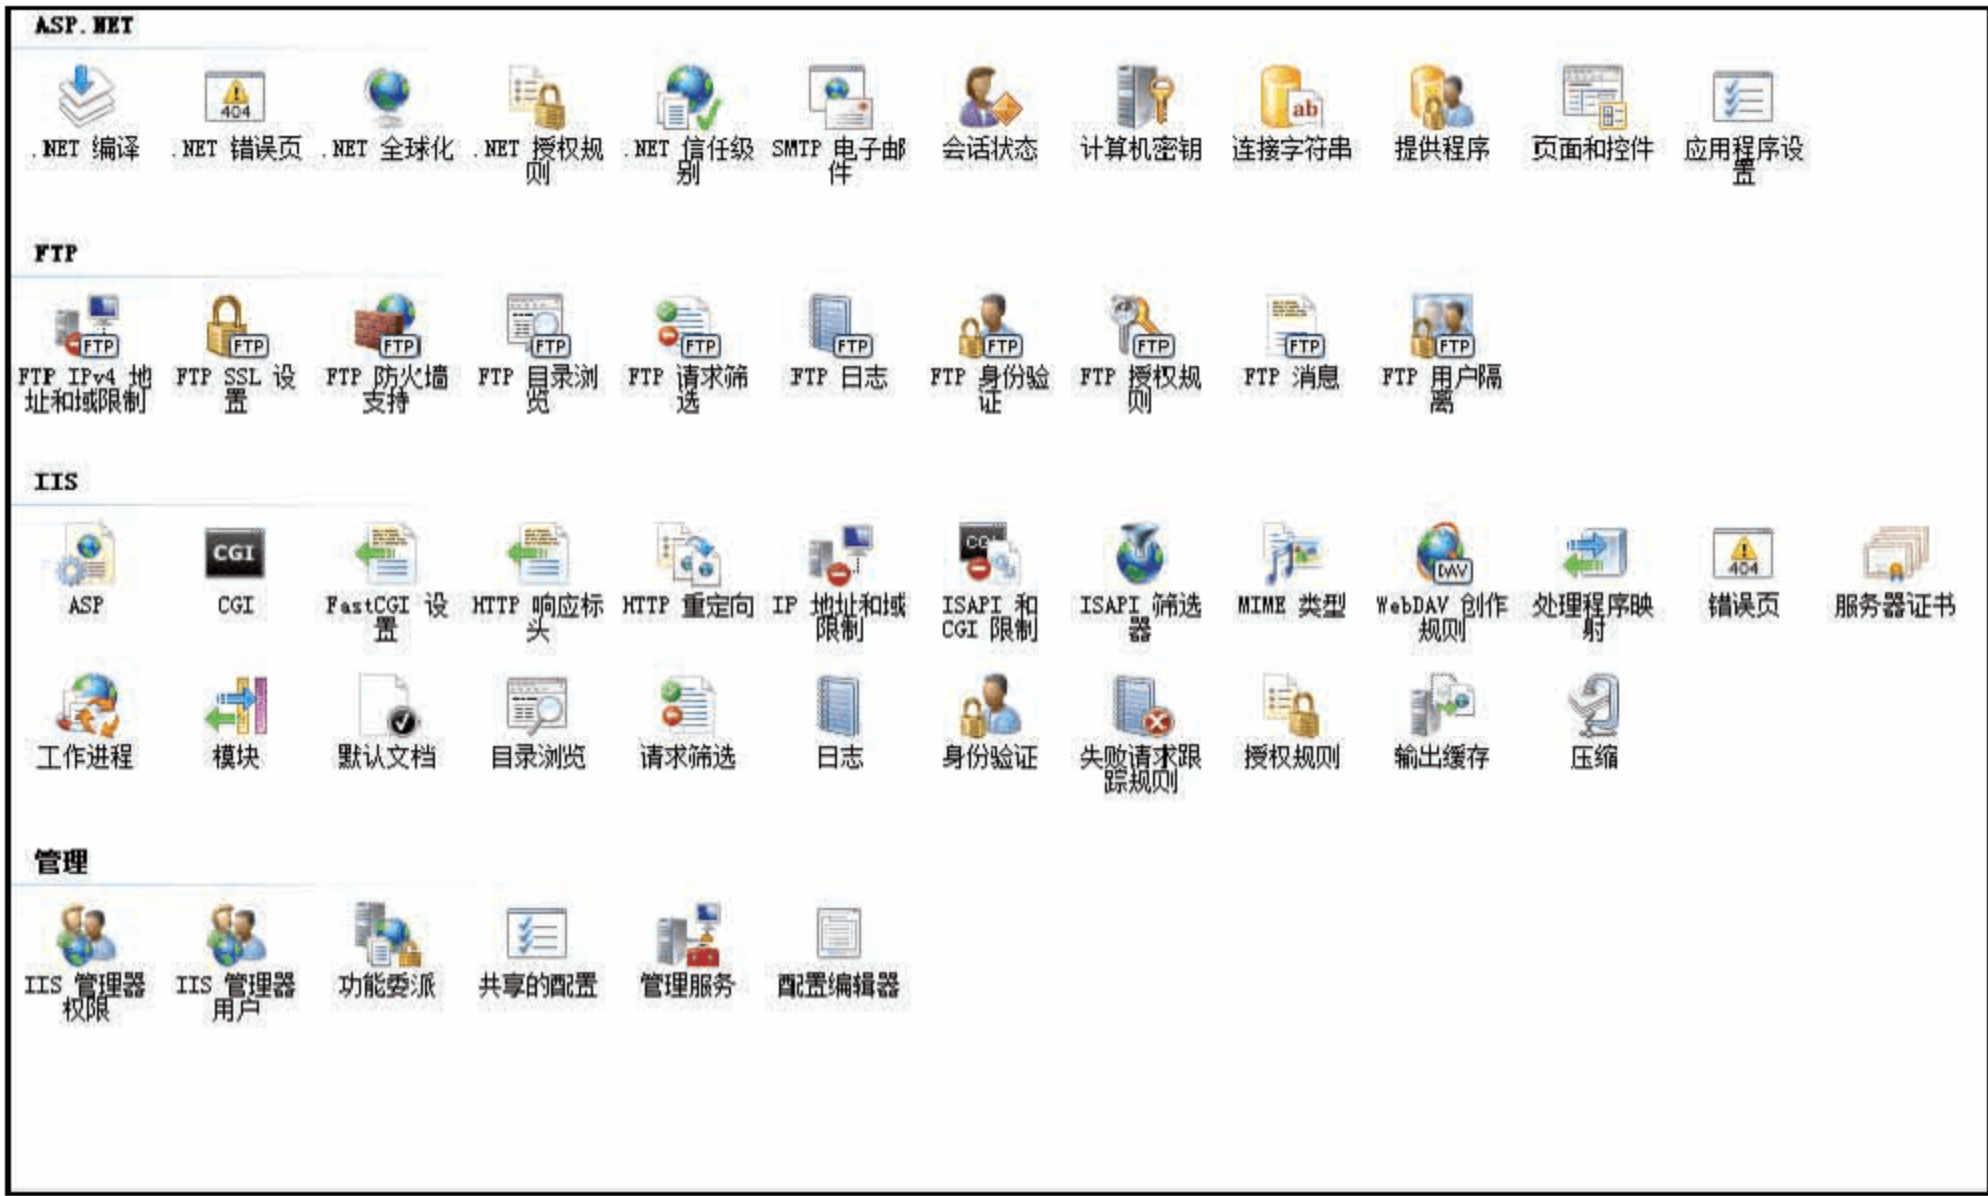 ASP.NET
404
ab
.NET 编译 .NET 错误页 .NET 全球化 .NET 授权规 .NET 信任级 SMTP 电子邮 会话状态 计算机密钥 连接字符串 提供程序 页面和控件 应用程序设
则 别 件 置
FTP
FTP FTP FTP FTP FTP FTP FTP FTP FTP FTP
FTP IPv4 地 FTP SSL 设 FTP 防火墙 FTP 目录浏 FTP 请求筛 FTP 日志 FTP 身份验 FTP 授权规 FTP 消息 FTP 用户隔
址和域限制 置 支持 览 选 证 则 离
IIS
CGI CGI DAV 404
ASP CGI FastCGI 设 HTTP 响应标 HTTP 重定向 IP 地址和域 ISAPI 和 ISAPI 筛选 MIME 类型 WebDAV 创作 处理程序映 错误页 服务器证书
置 头 限制 CGI 限制 器 规则 射
工作进程 模块 默认文档 目录浏览 请求筛选 日志 身份验证 失败请求跟 授权规则 输出缓存 压缩
踪规则
管理
IIS 管理器 IIS 管理器 功能委派 共享的配置 管理服务 配置编辑器
权限 用户